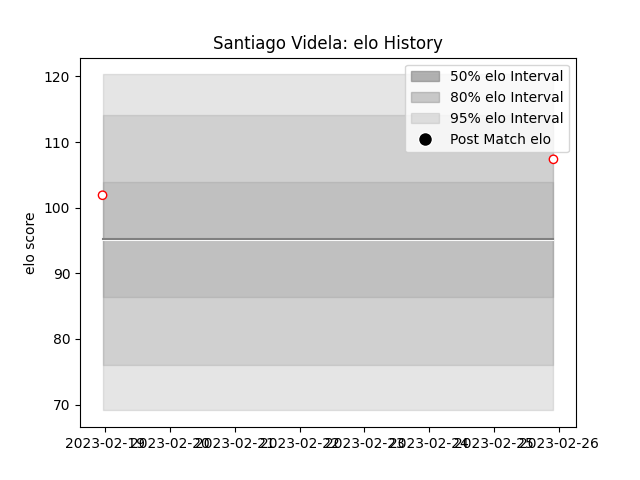 Santiago Videla: elo History
50% elo Interval
80% elo Interval
95% elo Interval
Post Match elo
elo score
120
110
100
90
80
70
2023-02-19 2023-02-20 2023-02-21 2023-02-22 2023-02-23 2023-02-24 2023-02-25 2023-02-26